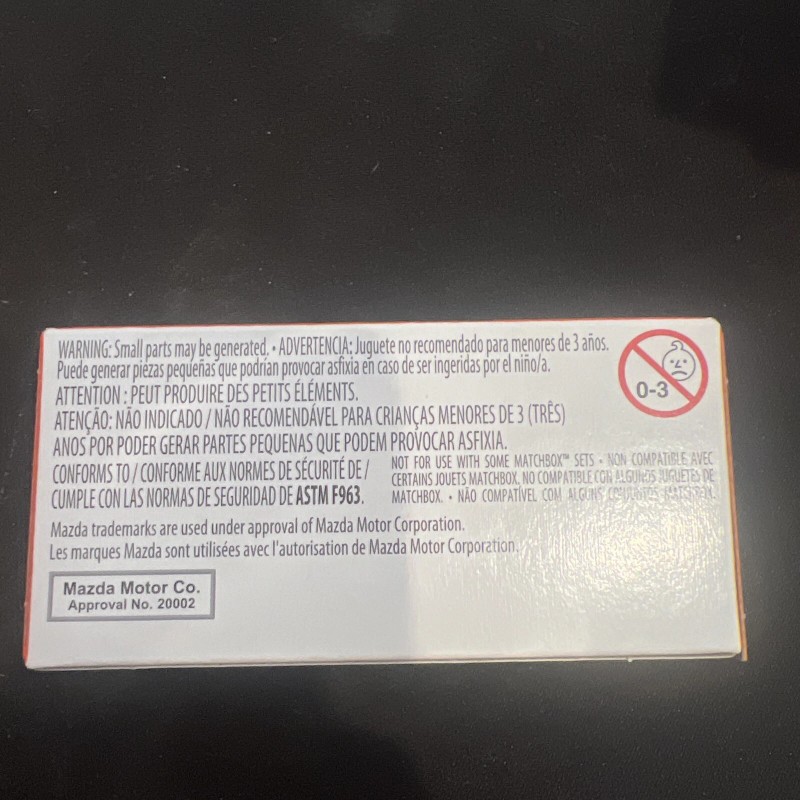 WARNING: Small parts may be generated. • ADVERTENCIA: Juguete no recomendado para menores de 3 años.
Puede generar piezas pequeñas que podrían provocar asfixia en caso de ser ingeridas por el niño/a.
0-3
ATTENTION : PEUT PRODUIRE DES PETITS ÉLÉMENTS.
ATENÇÃO: NÃO INDICADO / NÃO RECOMENDÁVEL PARA CRIANÇAS MENORES DE 3 (TRÊS)
ANOS POR PODER GERAR PARTES PEQUENAS QUE PODEM PROVOCAR ASFIXIA.
CONFORMS TO / CONFORME AUX NORMES DE SÉCURITÉ DE /
CUMPLE CON LAS NORMAS DE SEGURIDAD DE ASTM F963.
NOT FOR USE WITH SOME MATCHBOX™ SETS • NON COMPATIBLE AVEC
CERTAINS JOUETS MATCHBOX. NO COMPATIBLE CON ALGUNOS JUGUETES DE
MATCHBOX. • NÃO COMPATÍVEL COM ALGUNS CONJUNTOS MATCHBOX.
Mazda trademarks are used under approval of Mazda Motor Corporation.
Les marques Mazda sont utilisées avec l'autorisation de Mazda Motor Corporation.
Mazda Motor Co.
Approval No. 20002